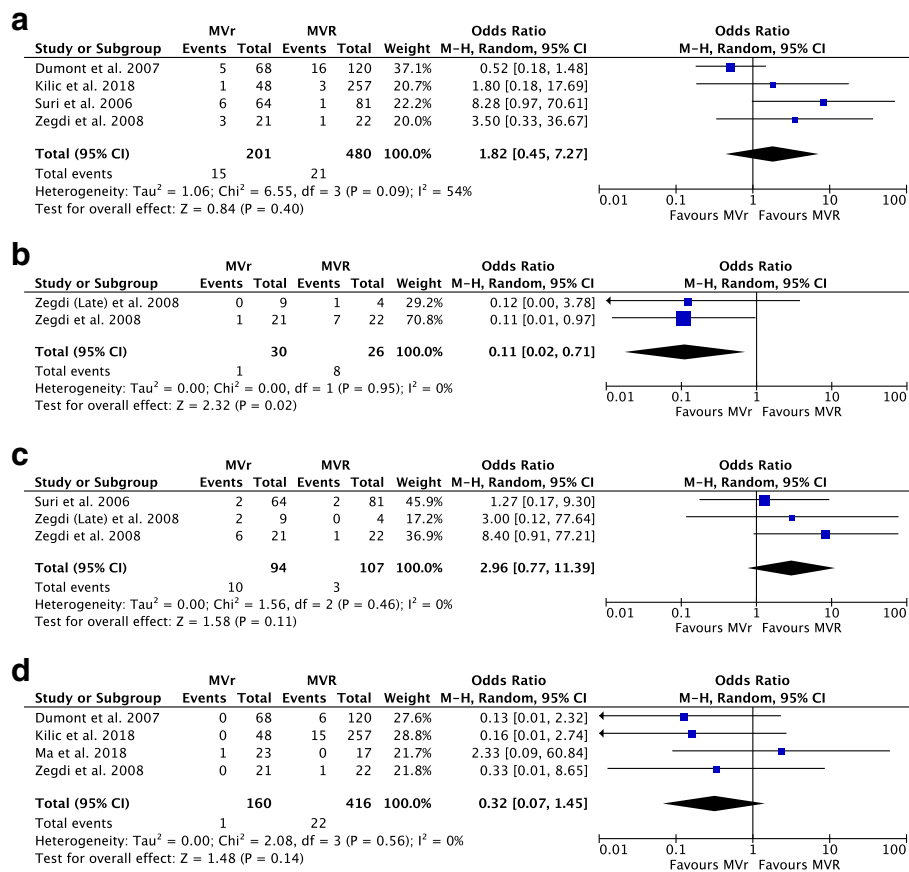 a
MVr MVR Odds Ratio Odds Ratio
Study or Subgroup Events Total Events Total Weight M-H, Random, 95% CI M-H, Random, 95% CI
Dumont et al. 2007 5 68 16 120 37.1% 0.52 [0.18, 1.48]
Kilic et al. 2018 1 48 3 257 20.7% 1.80 [0.18, 17.69]
Suri et al. 2006 6 64 1 81 22.2% 8.28 [0.97, 70.61]
Zegdi et al. 2008 3 21 1 22 20.0% 3.50 [0.33, 36.67]
Total (95% CI) 201 480 100.0% 1.82 [0.45, 7.27]
Total events 15 21
Heterogeneity: Tau² = 1.06; Chi² = 6.55, df = 3 (P = 0.09); I² = 54%
Test for overall effect: Z = 0.84 (P = 0.40)
0.01 0.1 1 10 100
Favours MVr Favours MVR
b
MVr MVR Odds Ratio Odds Ratio
Study or Subgroup Events Total Events Total Weight M-H, Random, 95% CI M-H, Random, 95% CI
Zegdi (Late) et al. 2008 0 9 1 4 29.2% 0.12 [0.00, 3.78]
Zegdi et al. 2008 1 21 7 22 70.8% 0.11 [0.01, 0.97]
Total (95% CI) 30 26 100.0% 0.11 [0.02, 0.71]
Total events 1 8
Heterogeneity: Tau² = 0.00; Chi² = 0.00, df = 1 (P = 0.95); I² = 0%
Test for overall effect: Z = 2.32 (P = 0.02)
0.01 0.1 1 10 100
Favours MVr Favours MVR
c
MVr MVR Odds Ratio Odds Ratio
Study or Subgroup Events Total Events Total Weight M-H, Random, 95% CI M-H, Random, 95% CI
Suri et al. 2006 2 64 2 81 45.9% 1.27 [0.17, 9.30]
Zegdi (Late) et al. 2008 2 9 0 4 17.2% 3.00 [0.12, 77.64]
Zegdi et al. 2008 6 21 1 22 36.9% 8.40 [0.91, 77.21]
Total (95% CI) 94 107 100.0% 2.96 [0.77, 11.39]
Total events 10 3
Heterogeneity: Tau² = 0.00; Chi² = 1.56, df = 2 (P = 0.46); I² = 0%
Test for overall effect: Z = 1.58 (P = 0.11)
0.01 0.1 1 10 100
Favours MVr Favours MVR
d
MVr MVR Odds Ratio Odds Ratio
Study or Subgroup Events Total Events Total Weight M-H, Random, 95% CI M-H, Random, 95% CI
Dumont et al. 2007 0 68 6 120 27.6% 0.13 [0.01, 2.32]
Kilic et al. 2018 0 48 15 257 28.8% 0.16 [0.01, 2.74]
Ma et al. 2018 1 23 0 17 21.7% 2.33 [0.09, 60.84]
Zegdi et al. 2008 0 21 1 22 21.8% 0.33 [0.01, 8.65]
Total (95% CI) 160 416 100.0% 0.32 [0.07, 1.45]
Total events 1 22
Heterogeneity: Tau² = 0.00; Chi² = 2.08, df = 3 (P = 0.56); I² = 0%
Test for overall effect: Z = 1.48 (P = 0.14)
0.01 0.1 1 10 100
Favours MVr Favours MVR